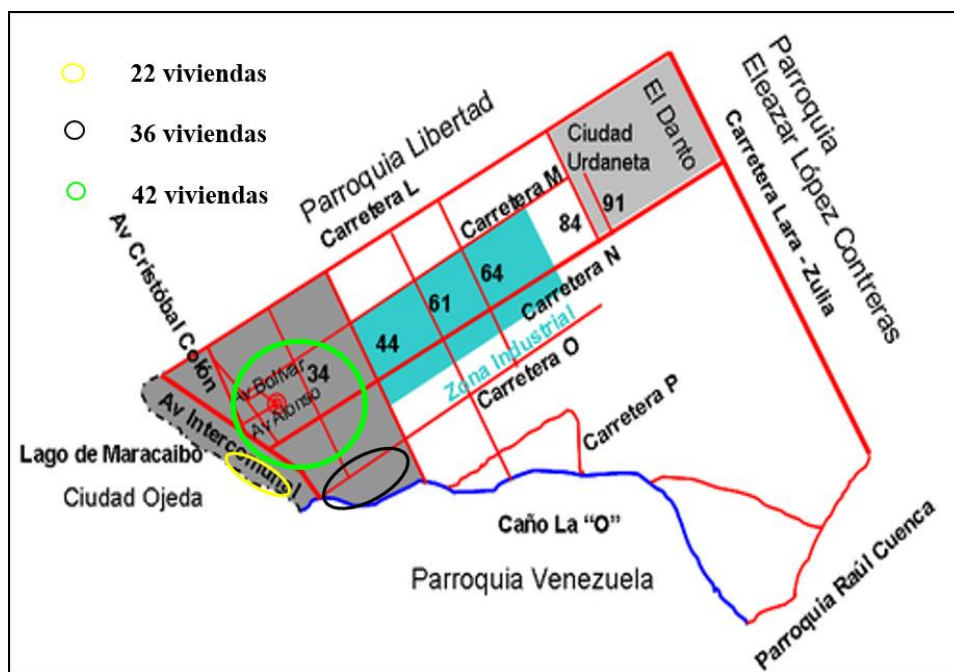 22 viviendas
36 viviendas
42 viviendas
Parroquia
Eleazar López Contreras
Parroquia Libertad
Carretera L
Ciudad
Urdaneta
El Danto
Carretera Lara - Zulia
Carretera M
91
84
64
61
44
34
Carretera N
Zona Industrial
Carretera O
Carretera P
Av Cristóbal Colón
Av Bolívar
Av Alonso
Av Intercomunal
Lago de Maracaibo
Ciudad Ojeda
Caño La “O”
Parroquia Venezuela
Parroquia Raúl Cuenca